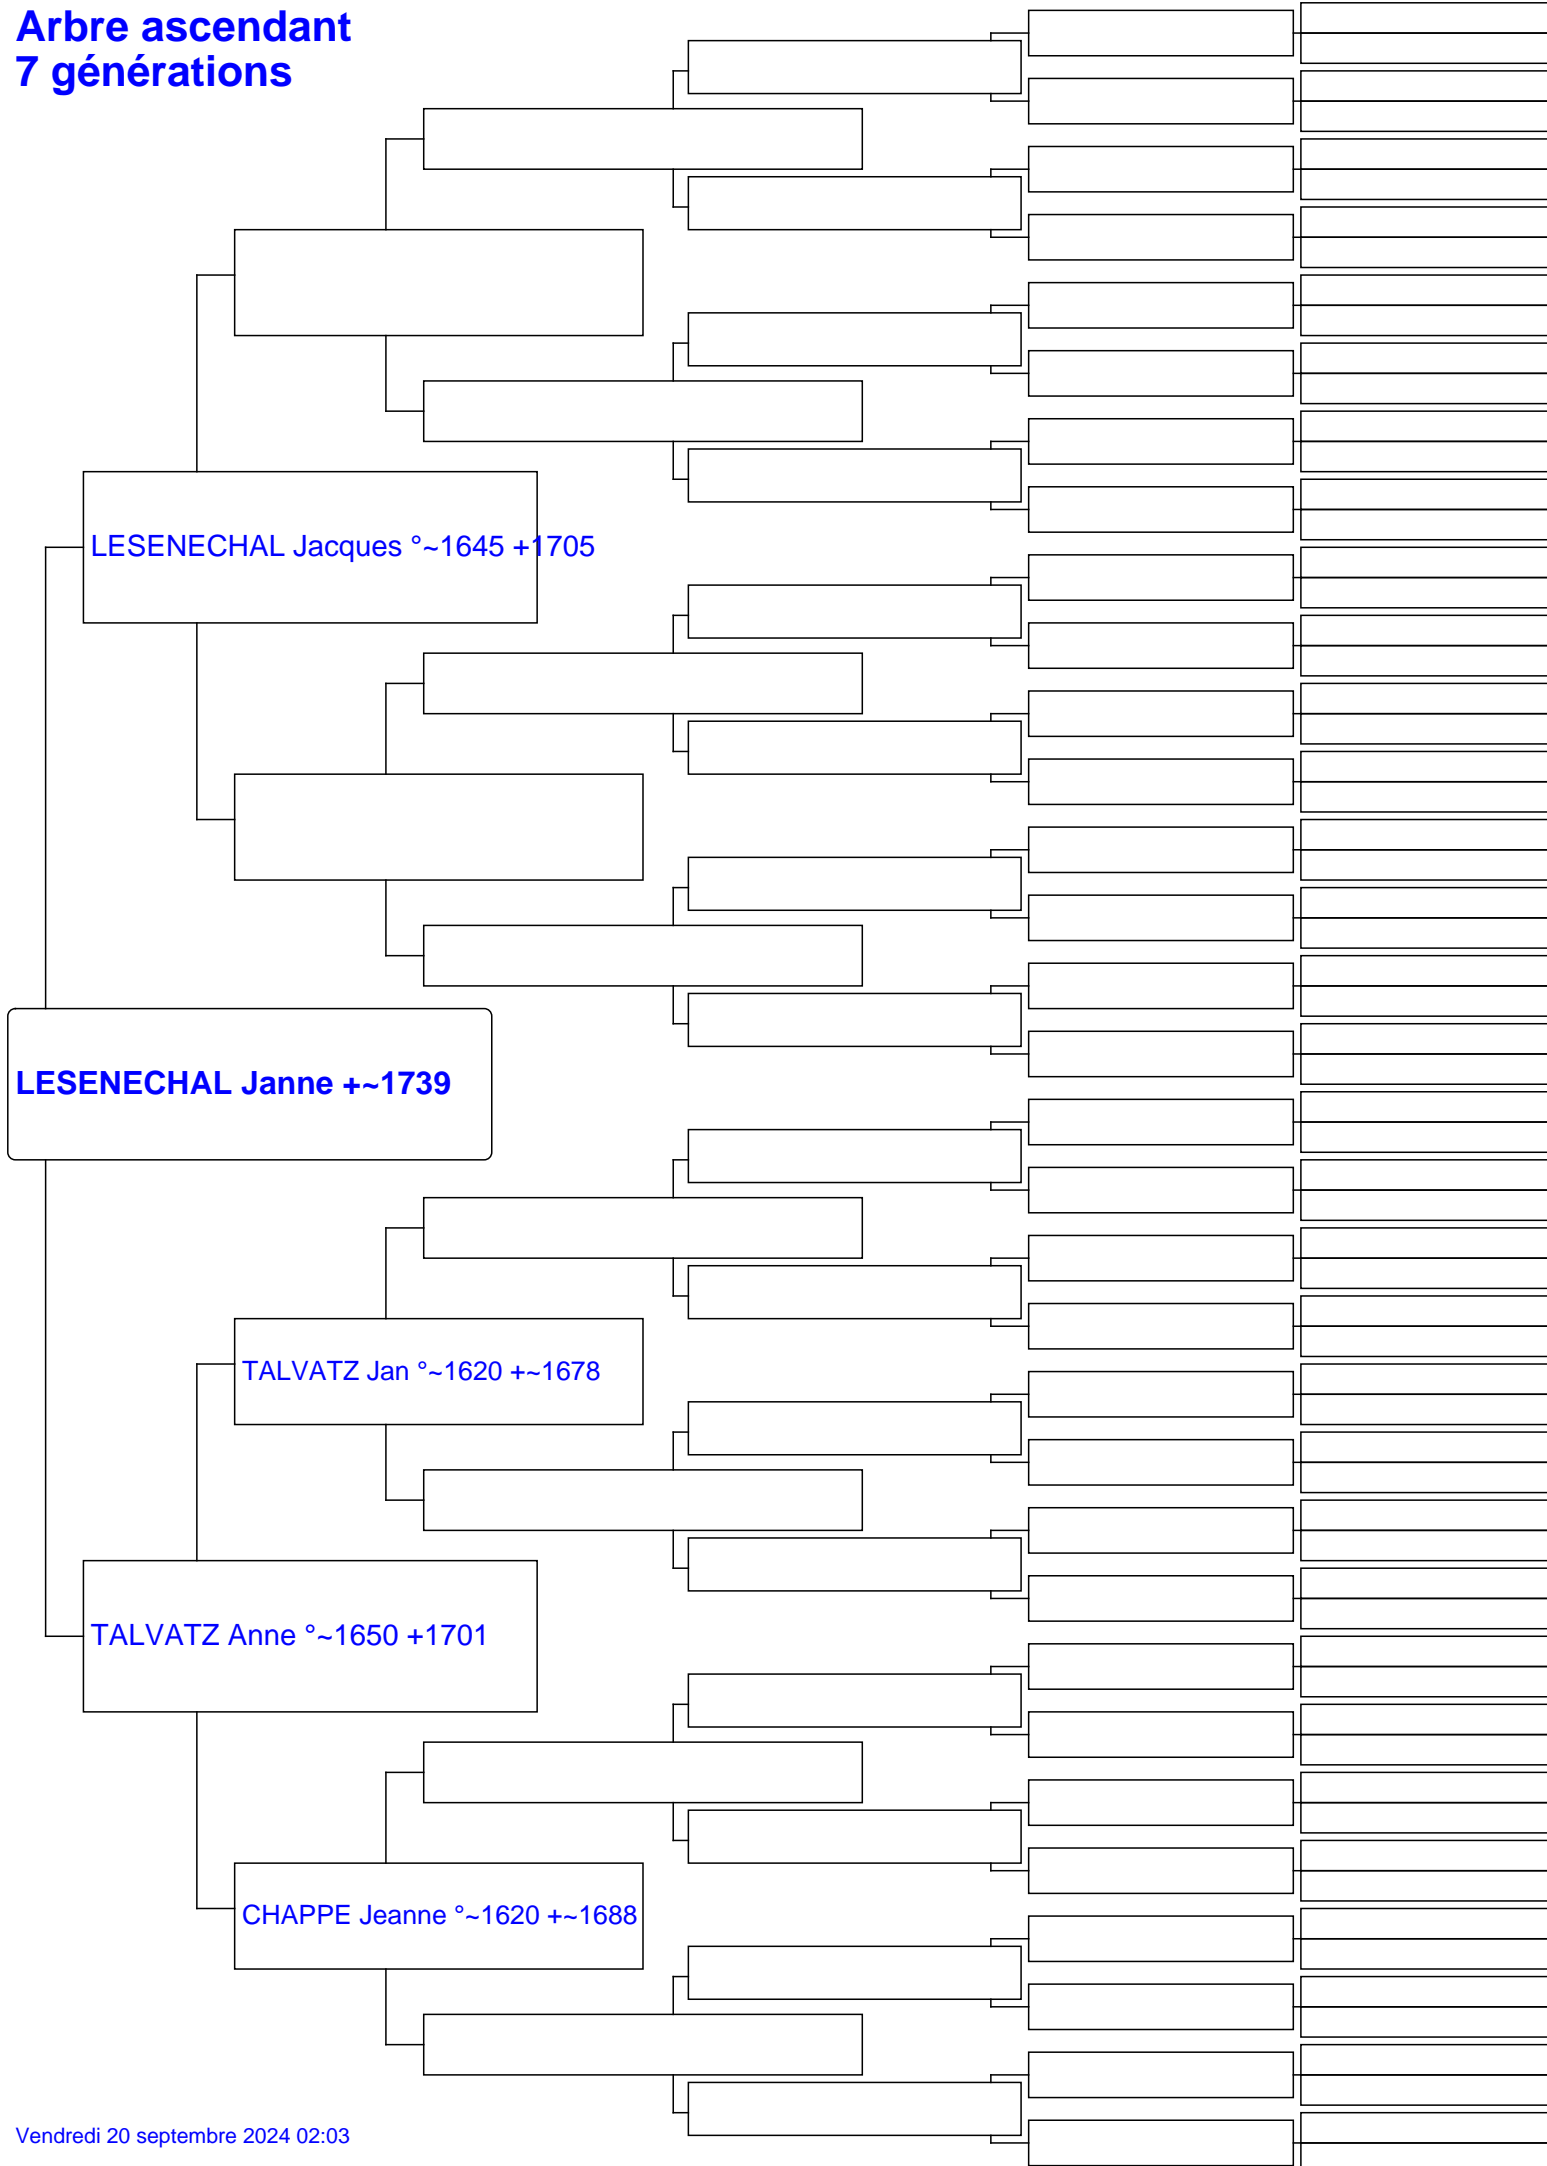 Arbre ascendant
7 générations
LESENECHAL Jacques °~1645 +1705
LESENECHAL Janne +~1739
TALVATZ Jan °~1620 +~1678
TALVATZ Anne °~1650 +1701
CHAPPE Jeanne °~1620 +~1688
Vendredi 20 septembre 2024 02:03